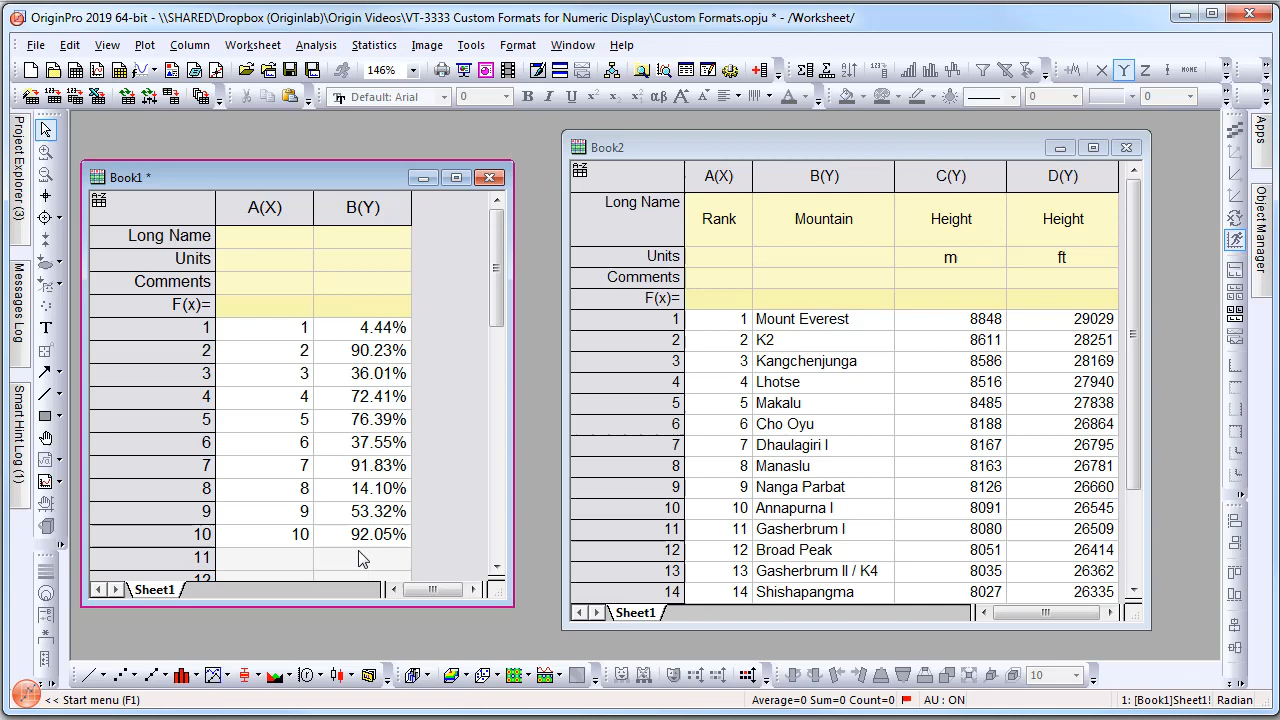 OriginPro 2019 64-bit - \\SHARED\Dropbox (Originlab)\Origin Videos\VT-3333 Custom Formats for Numeric Display\Custom Formats.opju * - /Worksheet/
File Edit View Plot Column Worksheet Analysis Statistics Image Tools Format Window Help
146% Y Z HOME
Default: Arial 0 B I U αβ A A A 0 0
Project Explorer (3)
Messages Log
Smart Hint Log (1)
Apps
Object Manager
Book1 *
A(X) B(Y)
Long Name
Units
Comments
F(x)=
1 1 4.44%
2 2 90.23%
3 3 36.01%
4 4 72.41%
5 5 76.39%
6 6 37.55%
7 7 91.83%
8 8 14.10%
9 9 53.32%
10 10 92.05%
11
12
Sheet1
Book2
A(X) B(Y) C(Y) D(Y)
Long Name Rank Mountain Height Height
Units m ft
Comments
F(x)=
1 1 Mount Everest 8848 29029
2 2 K2 8611 28251
3 3 Kangchenjunga 8586 28169
4 4 Lhotse 8516 27940
5 5 Makalu 8485 27838
6 6 Cho Oyu 8188 26864
7 7 Dhaulagiri I 8167 26795
8 8 Manaslu 8163 26781
9 9 Nanga Parbat 8126 26660
10 10 Annapurna I 8091 26545
11 11 Gasherbrum I 8080 26509
12 12 Broad Peak 8051 26414
13 13 Gasherbrum II / K4 8035 26362
14 14 Shishapangma 8027 26335
Sheet1
10
<< Start menu (F1) Average=0 Sum=0 Count=0 AU : ON 1: [Book1]Sheet1! Radian